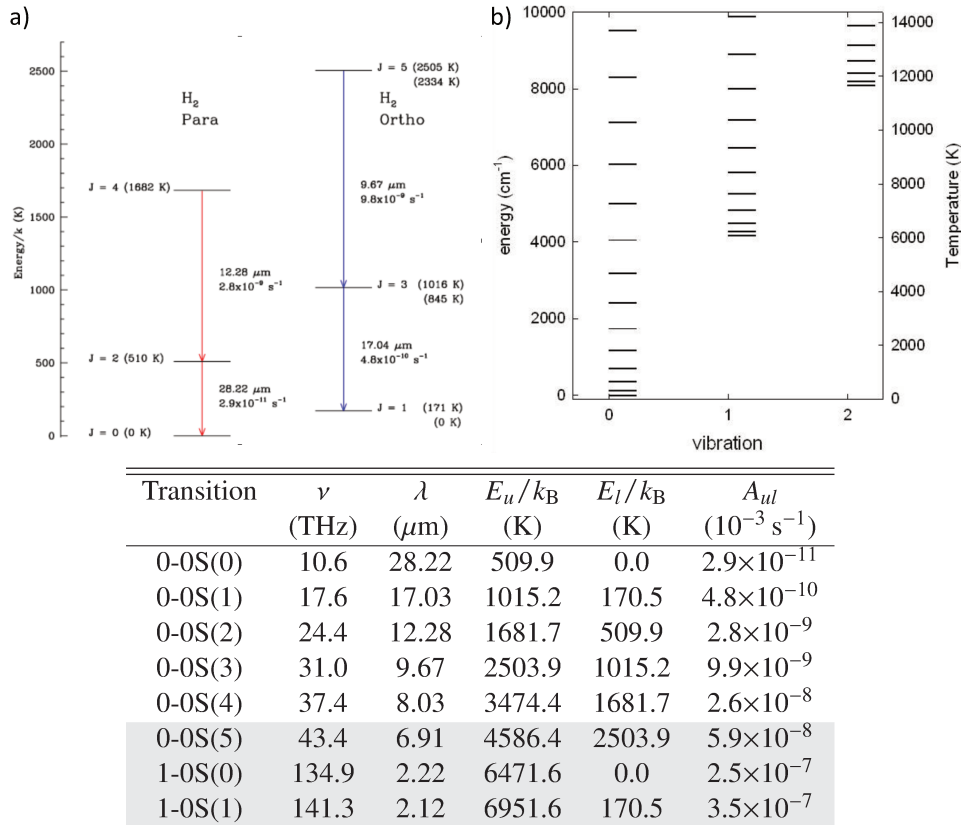 a)
2500
2000
1500
1000
500
0
Energy/k (K)
H₂
Para
H₂
Ortho
J = 5 (2505 K)
(2334 K)
J = 4 (1682 K)
9.67 μm
9.8x10⁻⁹ s⁻¹
12.28 μm
2.8x10⁻⁹ s⁻¹
J = 3 (1016 K)
(845 K)
17.04 μm
4.8x10⁻¹⁰ s⁻¹
J = 2 (510 K)
28.22 μm
2.9x10⁻¹¹ s⁻¹
J = 1 (171 K)
(0 K)
J = 0 (0 K)
b)
10000
8000
6000
4000
2000
0
energy (cm⁻¹)
14000
12000
10000
8000
6000
4000
2000
0
Temperature (K)
0 1 2
vibration
Transition ν λ Eᵤ/k_B Eₗ/k_B Aᵤₗ
(THz) (μm) (K) (K) (10⁻³ s⁻¹)
0-0S(0) 10.6 28.22 509.9 0.0 2.9×10⁻¹¹
0-0S(1) 17.6 17.03 1015.2 170.5 4.8×10⁻¹⁰
0-0S(2) 24.4 12.28 1681.7 509.9 2.8×10⁻⁹
0-0S(3) 31.0 9.67 2503.9 1015.2 9.9×10⁻⁹
0-0S(4) 37.4 8.03 3474.4 1681.7 2.6×10⁻⁸
0-0S(5) 43.4 6.91 4586.4 2503.9 5.9×10⁻⁸
1-0S(0) 134.9 2.22 6471.6 0.0 2.5×10⁻⁷
1-0S(1) 141.3 2.12 6951.6 170.5 3.5×10⁻⁷